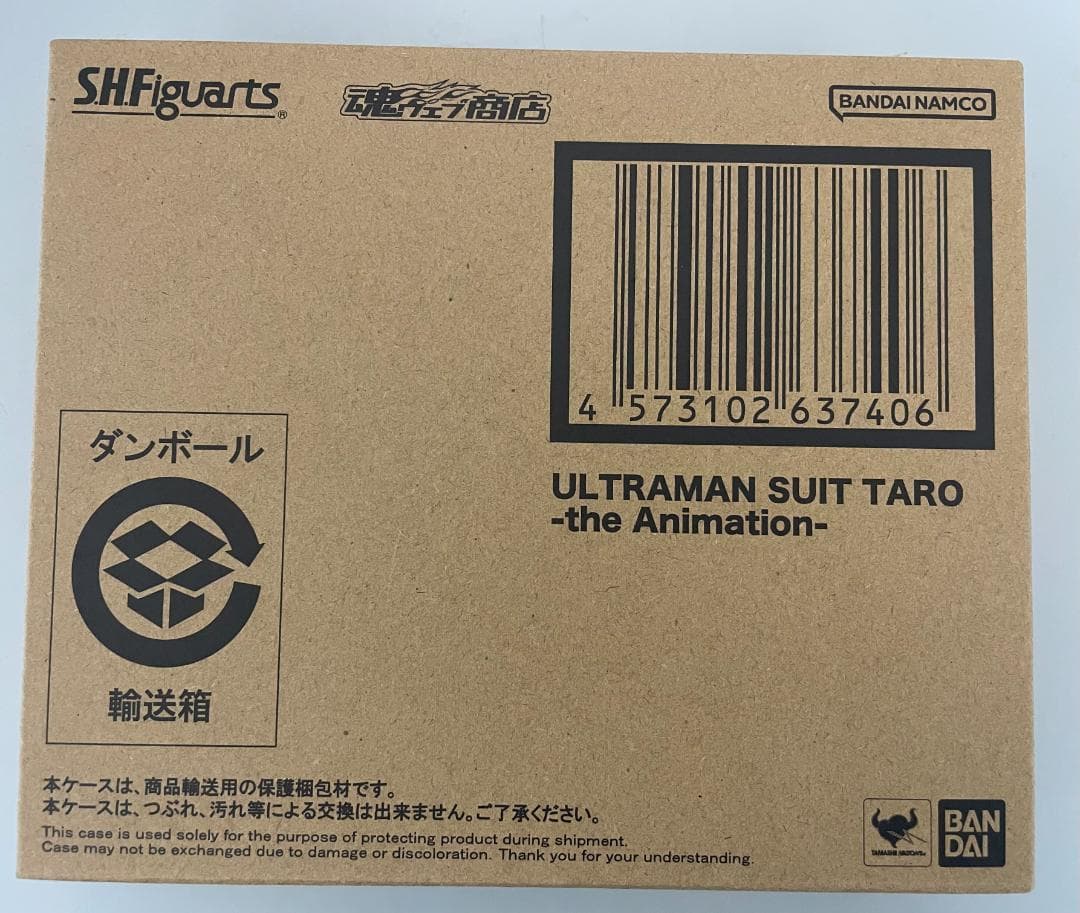 S.H.Figuarts®
魂ウェブ商店
BANDAI NAMCO
4 573102 637406
ULTRAMAN SUIT TARO
-the Animation-
ダンボール
輸送箱
本ケースは、商品輸送用の保護梱包材です。
本ケースは、つぶれ、汚れ等による交換は出来ません。ご了承ください。
This case is used solely for the purpose of protecting product during shipment.
Case may not be exchanged due to damage or discoloration. Thank you for your understanding.
TAMASHII NATIONS
BAN
DAI